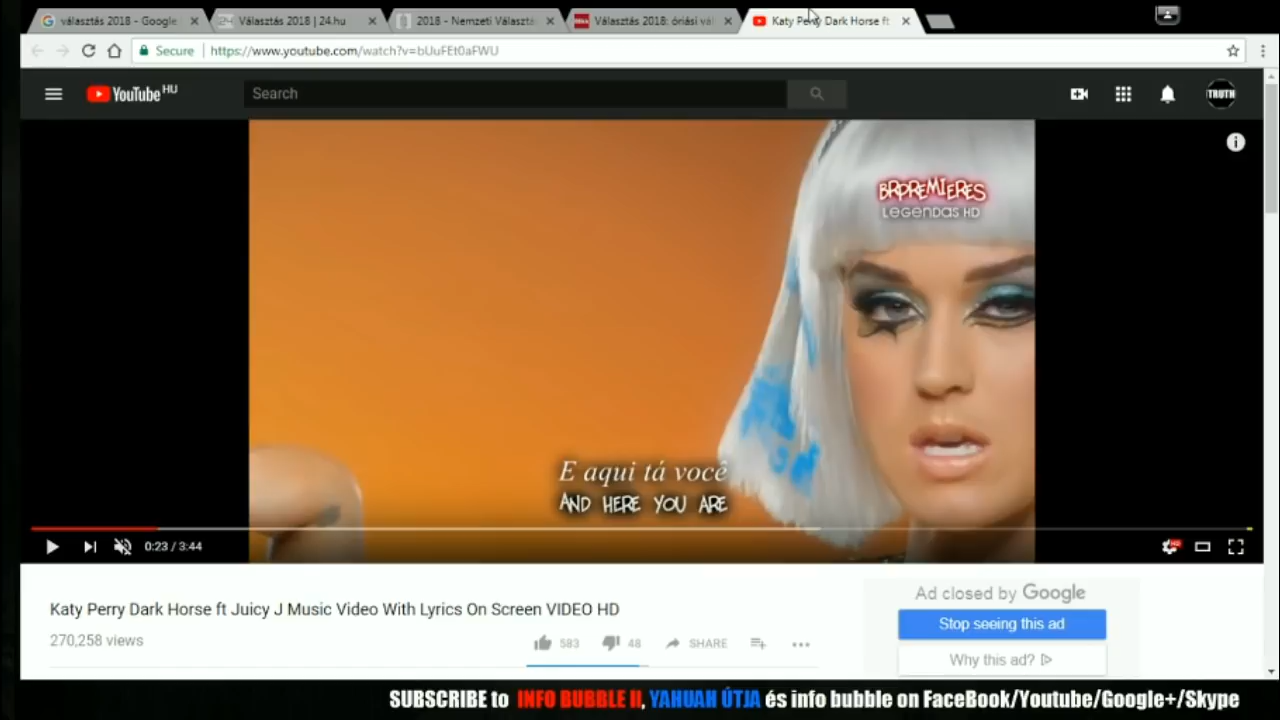 választás 2018 - Google
24 Választás 2018 | 24.hu
2018 - Nemzeti Választá
Választás 2018: óriási vá
Katy Perry Dark Horse ft
Secure https://www.youtube.com/watch?v=bUuFEt0aFWU
YouTube HU
Search
TRUTH
BRPREMIERES
LEGENDAS HD
E aqui tá você
AND HERE YOU ARE
0:23 / 3:44
HD
Katy Perry Dark Horse ft Juicy J Music Video With Lyrics On Screen VIDEO HD
270,258 views
583 48 SHARE
Ad closed by Google
Stop seeing this ad
Why this ad?
SUBSCRIBE to INFO BUBBLE II, YAHUAH ÚTJA és info bubble on FaceBook/Youtube/Google+/Skype